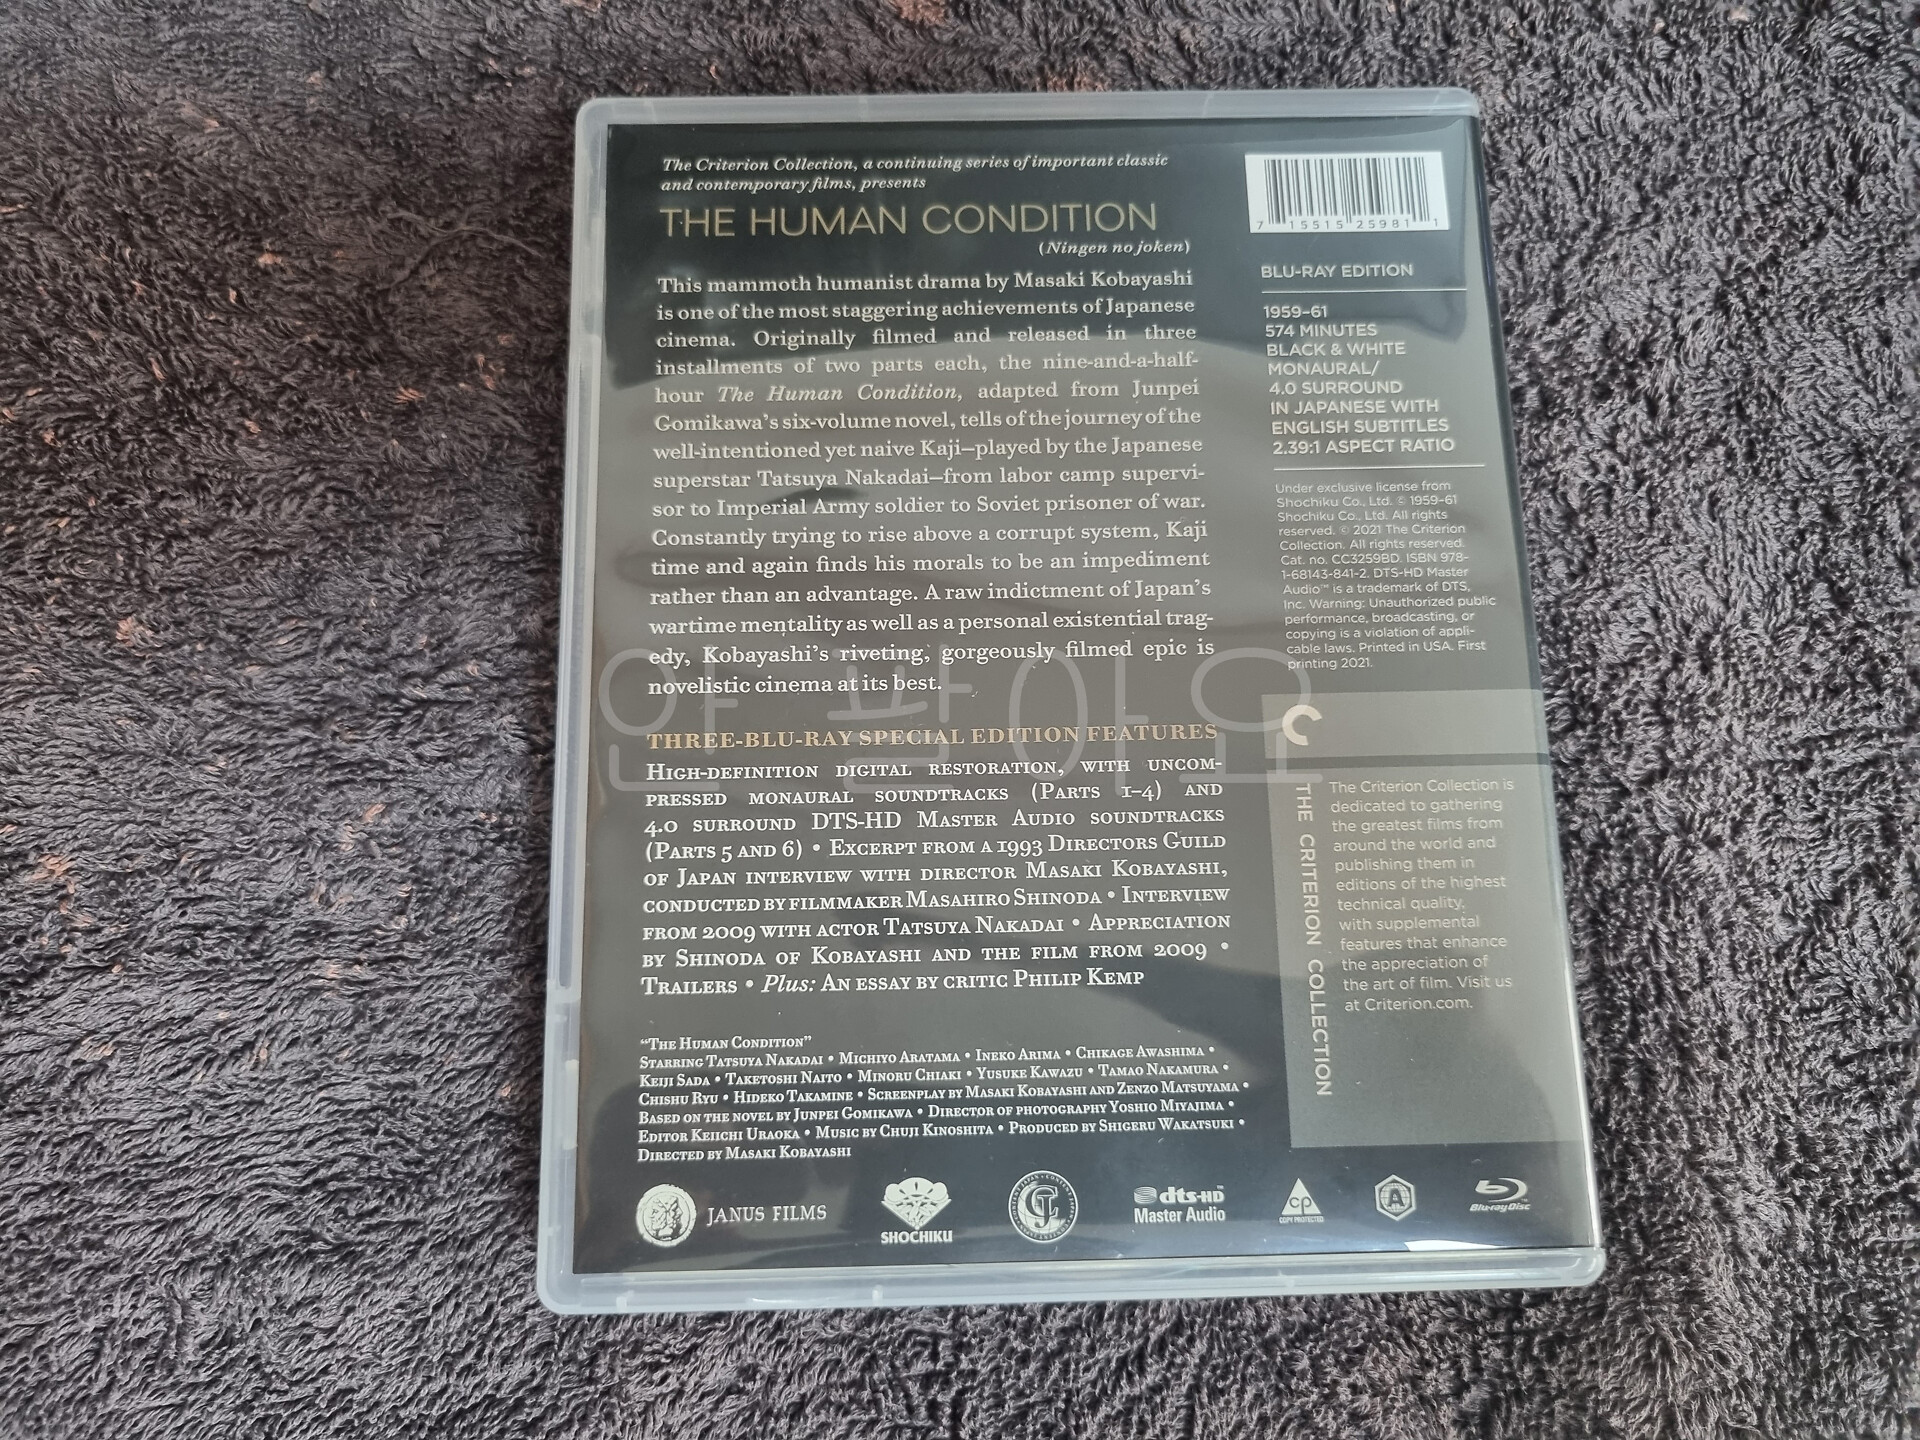 The Criterion Collection, a continuing series of important classic
and contemporary films, presents
THE HUMAN CONDITION
(Ningen no joken)
This mammoth humanist drama by Masaki Kobayashi
is one of the most staggering achievements of Japanese
cinema. Originally filmed and released in three
installments of two parts each, the nine-and-a-half-
hour The Human Condition, adapted from Junpei
Gomikawa's six-volume novel, tells of the journey of the
well-intentioned yet naive Kaji—played by the Japanese
superstar Tatsuya Nakadai—from labor camp supervi-
sor to Imperial Army soldier to Soviet prisoner of war.
Constantly trying to rise above a corrupt system, Kaji
time and again finds his morals to be an impediment
rather than an advantage. A raw indictment of Japan's
wartime mentality as well as a personal existential trag-
edy, Kobayashi's riveting, gorgeously filmed epic is
novelistic cinema at its best.
THREE-BLU-RAY SPECIAL EDITION FEATURES
HIGH-DEFINITION DIGITAL RESTORATION, WITH UNCOM-
PRESSED MONAURAL SOUNDTRACKS (PARTS 1–4) AND
4.0 SURROUND DTS-HD MASTER AUDIO SOUNDTRACKS
(PARTS 5 AND 6) • EXCERPT FROM A 1993 DIRECTORS GUILD
OF JAPAN INTERVIEW WITH DIRECTOR MASAKI KOBAYASHI,
CONDUCTED BY FILMMAKER MASAHIRO SHINODA • INTERVIEW
FROM 2009 WITH ACTOR TATSUYA NAKADAI • APPRECIATION
BY SHINODA OF KOBAYASHI AND THE FILM FROM 2009 •
TRAILERS • Plus: AN ESSAY BY CRITIC PHILIP KEMP
"THE HUMAN CONDITION"
STARRING TATSUYA NAKADAI • MICHIYO ARATAMA • INEKO ARIMA • CHIKAGE AWASHIMA •
KEIJI SADA • TAKETOSHI NAITO • MINORU CHIAKI • YUSUKE KAWAZU • TAMAO NAKAMURA •
CHISHU RYU • HIDEKO TAKAMINE • SCREENPLAY BY MASAKI KOBAYASHI AND ZENZO MATSUYAMA •
BASED ON THE NOVEL BY JUNPEI GOMIKAWA • DIRECTOR OF PHOTOGRAPHY YOSHIO MIYAJIMA •
EDITOR KEIICHI URAOKA • MUSIC BY CHUJI KINOSHITA • PRODUCED BY SHIGERU WAKATSUKI •
DIRECTED BY MASAKI KOBAYASHI
JANUS FILMS
SHOCHIKU
dts-HD
Master Audio
CP
COPY PROTECTED
Blu-ray Disc
7 15515 25981 1
BLU-RAY EDITION
1959–61
574 MINUTES
BLACK & WHITE
MONAURAL/
4.0 SURROUND
IN JAPANESE WITH
ENGLISH SUBTITLES
2.39:1 ASPECT RATIO
Under exclusive license from
Shochiku Co., Ltd. © 1959–61
Shochiku Co., Ltd. All rights
reserved. © 2021 The Criterion
Collection. All rights reserved.
Cat. no. CC3259BD. ISBN 978-
1-68143-841-2. DTS-HD Master
Audio™ is a trademark of DTS,
Inc. Warning: Unauthorized public
performance, broadcasting, or
copying is a violation of appli-
cable laws. Printed in USA. First
printing 2021.
THE CRITERION COLLECTION
The Criterion Collection is
dedicated to gathering
the greatest films from
around the world and
publishing them in
editions of the highest
technical quality,
with supplemental
features that enhance
the appreciation of
the art of film. Visit us
at Criterion.com.
안 팔아요